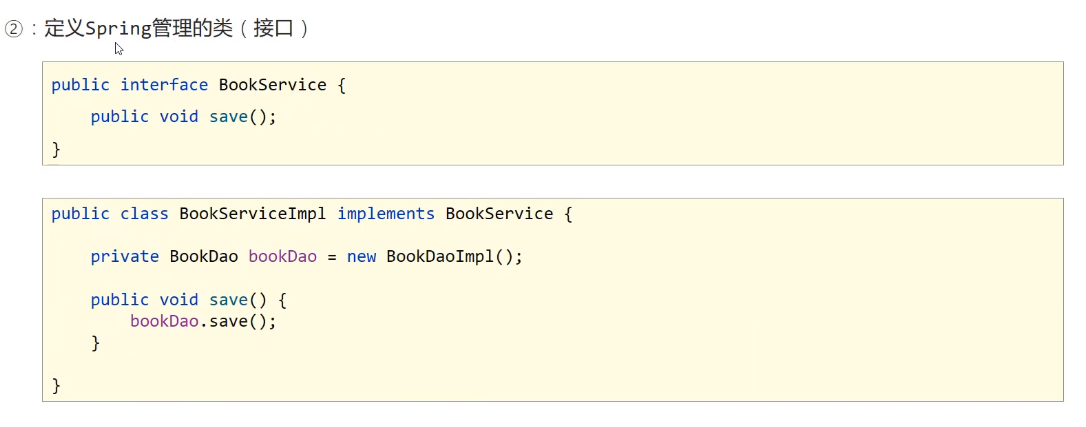 ②：定义Spring管理的类（接口）
public interface BookService {
    public void save();
}
public class BookServiceImpl implements BookService {
    private BookDao bookDao = new BookDaoImpl();
    public void save() {
        bookDao.save();
    }
}